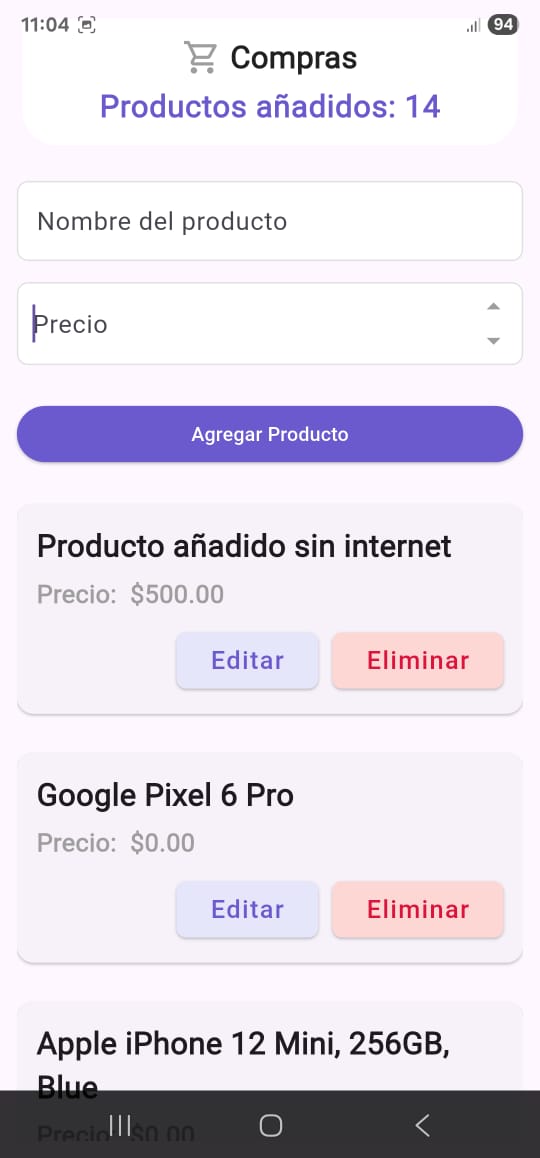 11:04
94
Compras
Productos añadidos: 14
Nombre del producto
Precio
Agregar Producto
Producto añadido sin internet
Precio: $500.00
Editar
Eliminar
Google Pixel 6 Pro
Precio: $0.00
Editar
Eliminar
Apple iPhone 12 Mini, 256GB,
Blue
Precio: $0.00